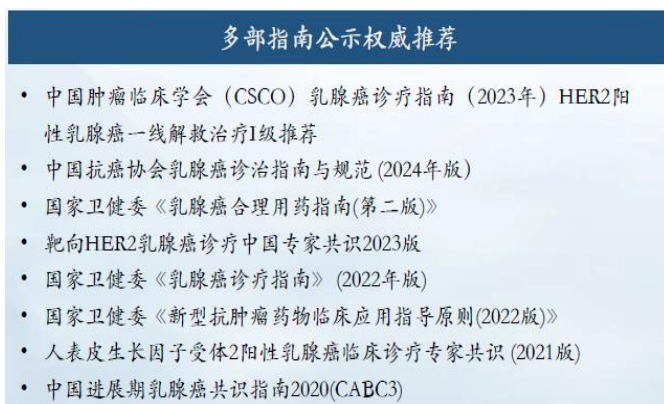 多部指南公示权威推荐
• 中国肿瘤临床学会（CSCO）乳腺癌诊疗指南（2023年）HER2阳
性乳腺癌一线解救治疗I级推荐
• 中国抗癌协会乳腺癌诊治指南与规范(2024年版)
• 国家卫健委《乳腺癌合理用药指南(第二版)》
• 靶向HER2乳腺癌诊疗中国专家共识2023版
• 国家卫健委《乳腺癌诊疗指南》(2022年版)
• 国家卫健委《新型抗肿瘤药物临床应用指导原则(2022版)》
• 人表皮生长因子受体2阳性乳腺癌临床诊疗专家共识(2021版)
• 中国进展期乳腺癌共识指南2020(CABC3)